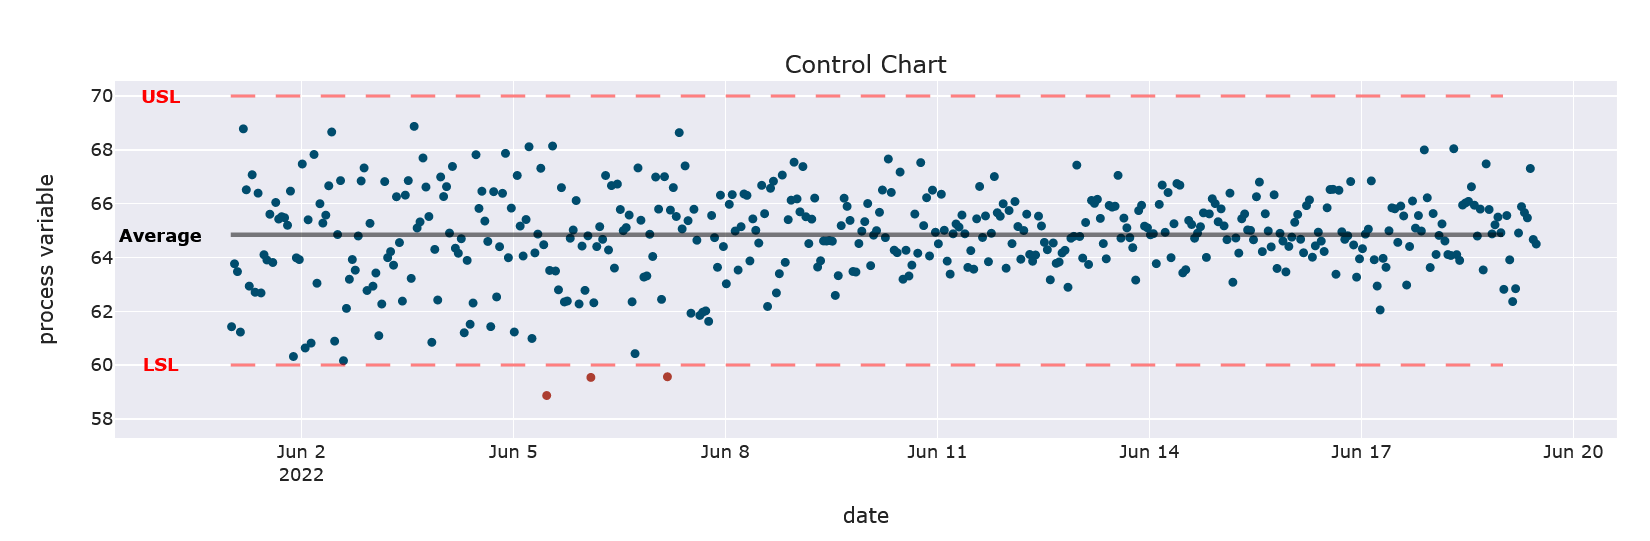 Control Chart
process variable
70
68
66
64
62
60
58
USL
Average
LSL
Jun 2
2022
Jun 5
Jun 8
Jun 11
Jun 14
Jun 17
Jun 20
date